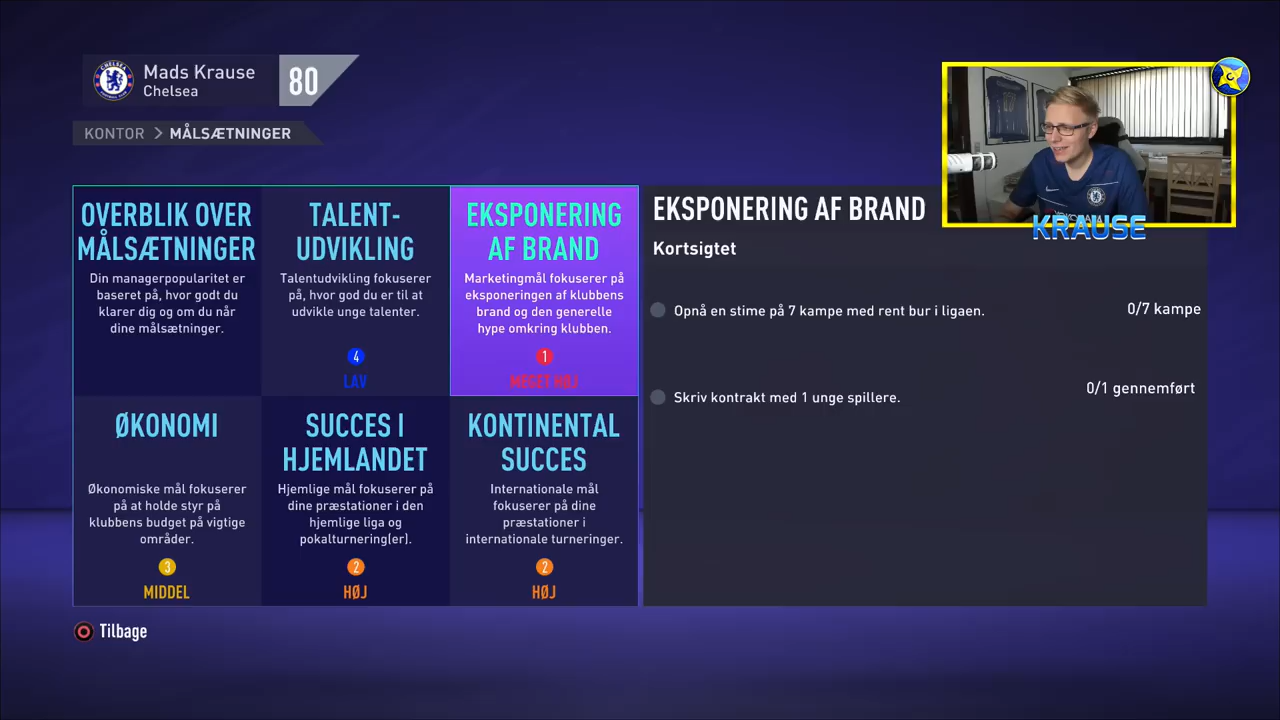 Mads Krause
Chelsea
80
KONTOR > MÅLSÆTNINGER
OVERBLIK OVER
MÅLSÆTNINGER
Din managerpopularitet er
baseret på, hvor godt du
klarer dig og om du når
dine målsætninger.
TALENT-
UDVIKLING
Talentudvikling fokuserer
på, hvor god du er til at
udvikle unge talenter.
4
LAV
EKSPONERING
AF BRAND
Marketingmål fokuserer på
eksponeringen af klubbens
brand og den generelle
hype omkring klubben.
1
MEGET HØJ
ØKONOMI
Økonomiske mål fokuserer
på at holde styr på
klubbens budget på vigtige
områder.
3
MIDDEL
SUCCES I
HJEMLANDET
Hjemlige mål fokuserer på
dine præstationer i den
hjemlige liga og
pokalturnering(er).
2
HØJ
KONTINENTAL
SUCCES
Internationale mål
fokuserer på dine
præstationer i
internationale turneringer.
2
HØJ
EKSPONERING AF BRAND
Kortsigtet
Opnå en stime på 7 kampe med rent bur i ligaen.
0/7 kampe
Skriv kontrakt med 1 unge spillere.
0/1 gennemført
KRAUSE
Tilbage